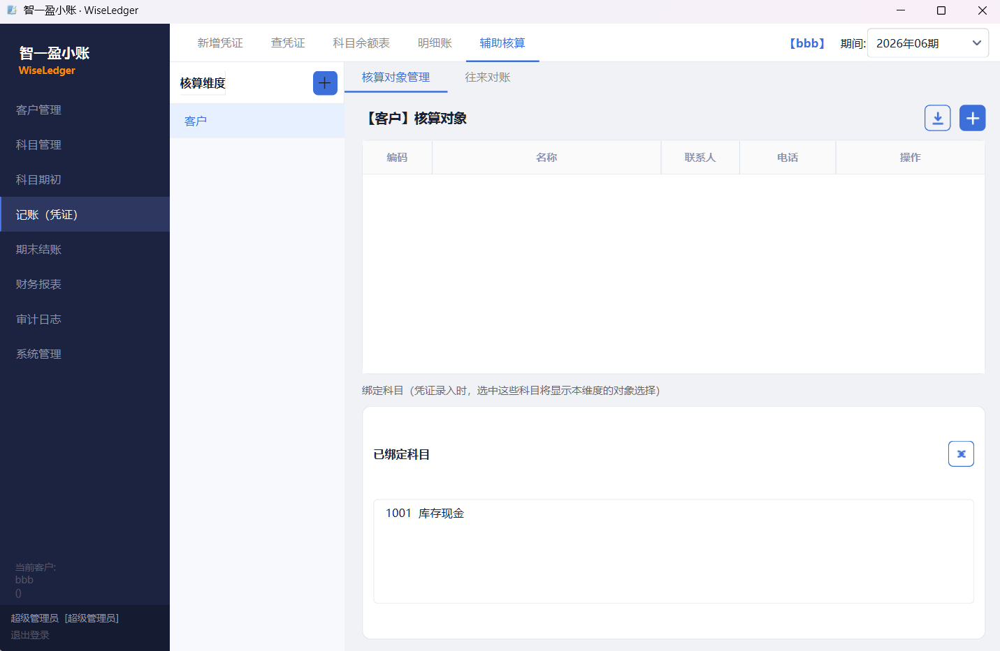 智一盈小账 · WiseLedger
智一盈小账
WiseLedger
客户管理
科目管理
科目期初
记账（凭证）
期末结账
财务报表
审计日志
系统管理
当前客户:
bbb
()
超级管理员 [超级管理员]
退出登录
新增凭证 查凭证 科目余额表 明细账 辅助核算 【bbb】 期间: 2026年06期
核算维度
客户
核算对象管理 往来对账
【客户】核算对象
编码 名称 联系人 电话 操作
绑定科目（凭证录入时，选中这些科目将显示本维度的对象选择）
已绑定科目
1001 库存现金